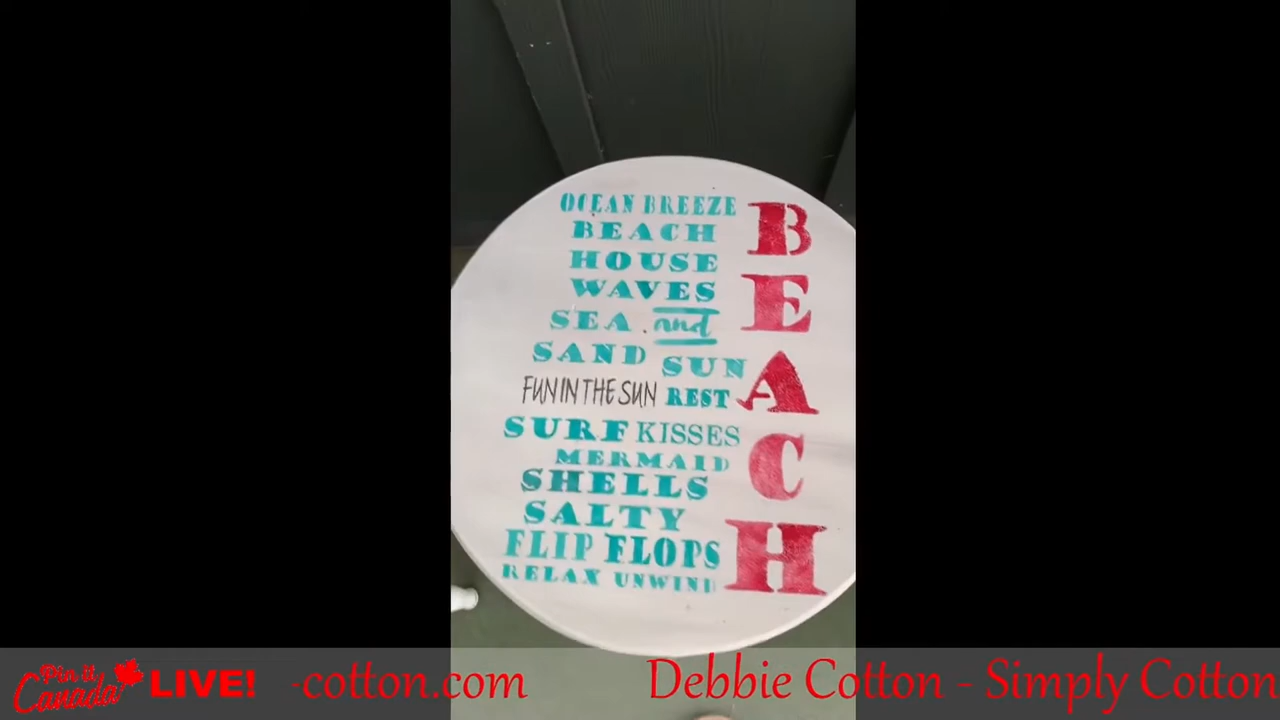 OCEAN BREEZE
BEACH
HOUSE
WAVES
SEA and
SAND SUN
FUN IN THE SUN REST
SURF KISSES
MERMAID
SHELLS
SALTY
FLIP FLOPS
RELAX UNWIND
BEACH
Pin it Canada LIVE! -cotton.com Debbie Cotton - Simply Cotton